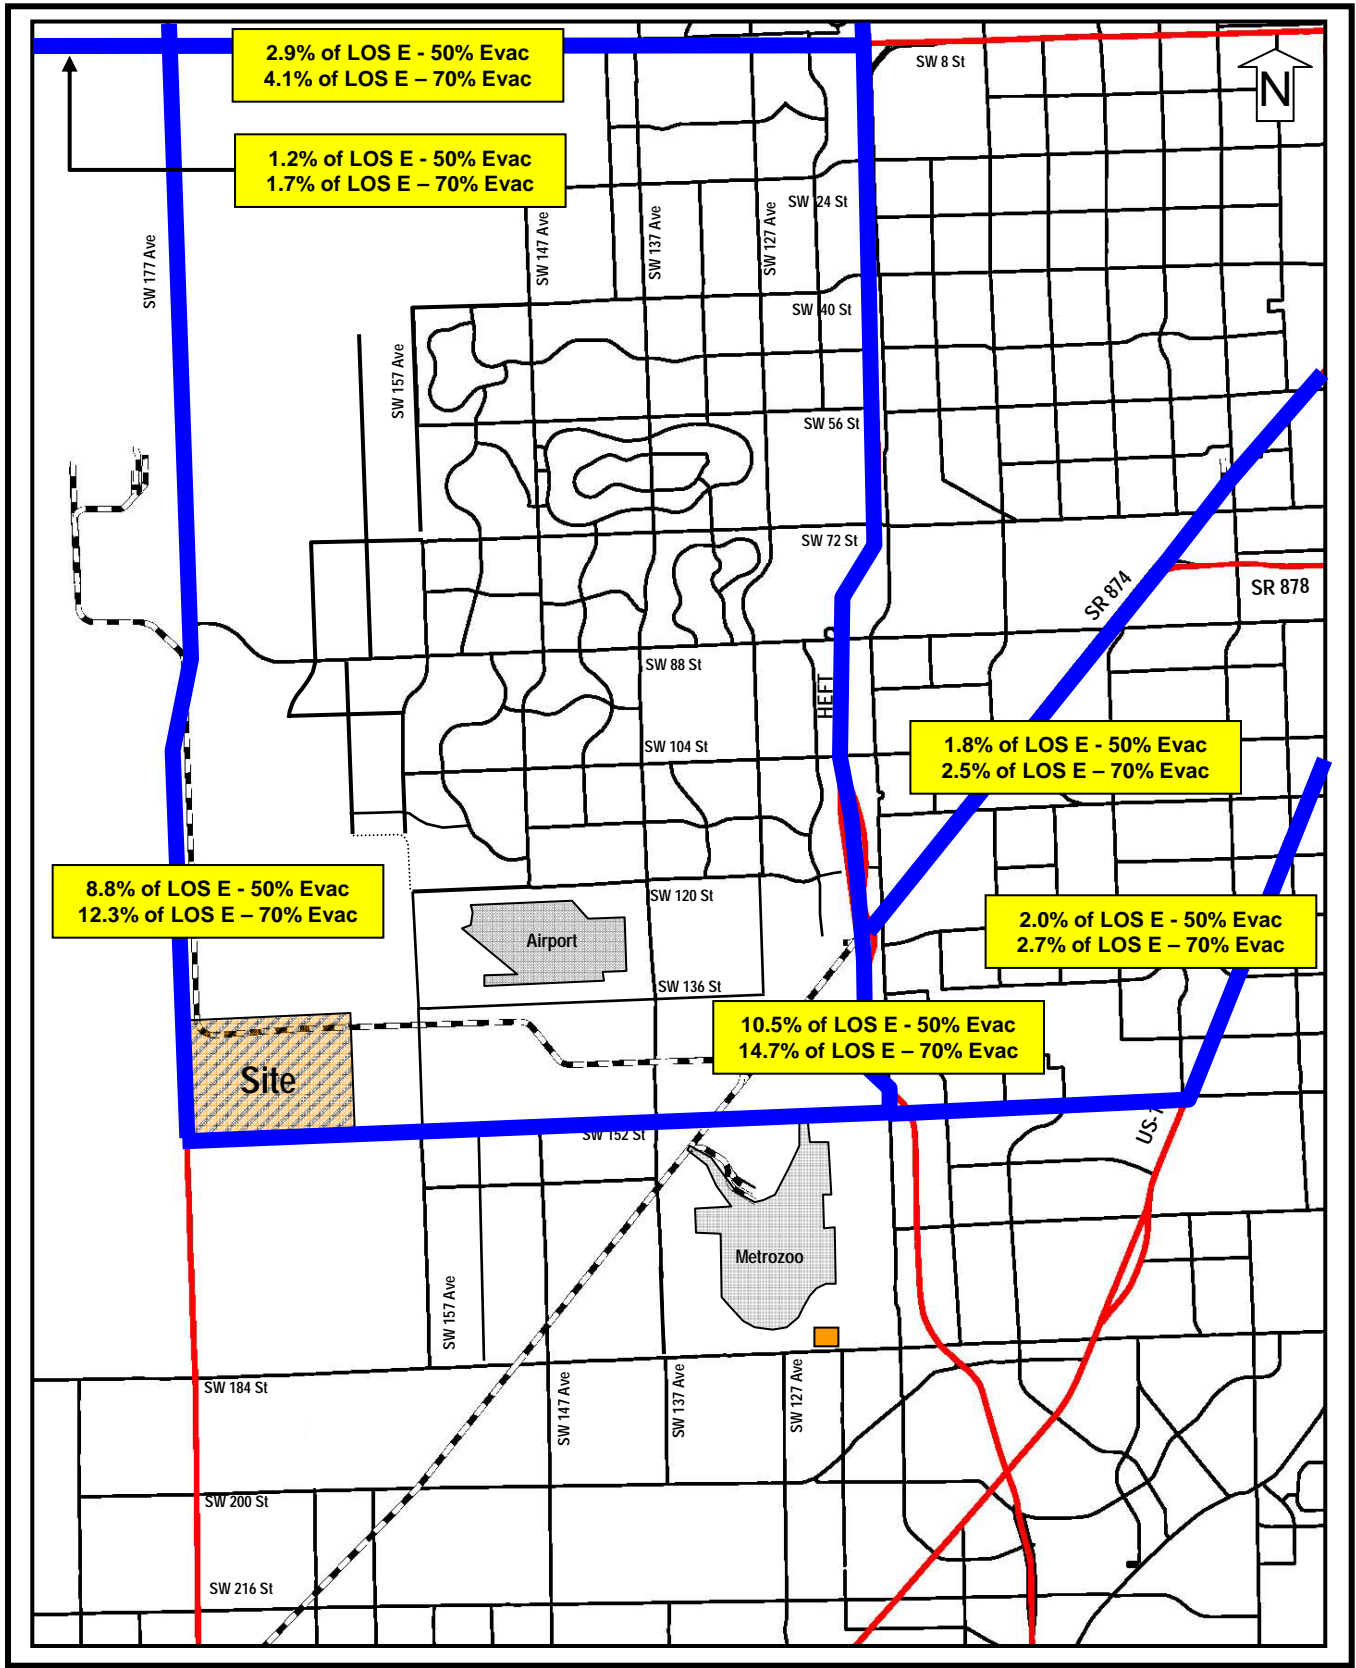 2.9% of LOS E - 50% Evac
4.1% of LOS E – 70% Evac
SW 8 St
N
1.2% of LOS E - 50% Evac
1.7% of LOS E – 70% Evac
SW 24 St
SW 177 Ave
SW 147 Ave
SW 137 Ave
SW 127 Ave
SW 40 St
SW 157 Ave
SW 56 St
SW 72 St
SR 874
SR 878
SW 88 St
HEFT
SW 104 St
1.8% of LOS E - 50% Evac
2.5% of LOS E – 70% Evac
8.8% of LOS E - 50% Evac
12.3% of LOS E – 70% Evac
SW 120 St
Airport
2.0% of LOS E - 50% Evac
2.7% of LOS E – 70% Evac
SW 136 St
10.5% of LOS E - 50% Evac
14.7% of LOS E – 70% Evac
Site
SW 152 St
US-1
Metrozoo
SW 157 Ave
SW 184 St
SW 147 Ave
SW 137 Ave
SW 127 Ave
SW 200 St
SW 216 St